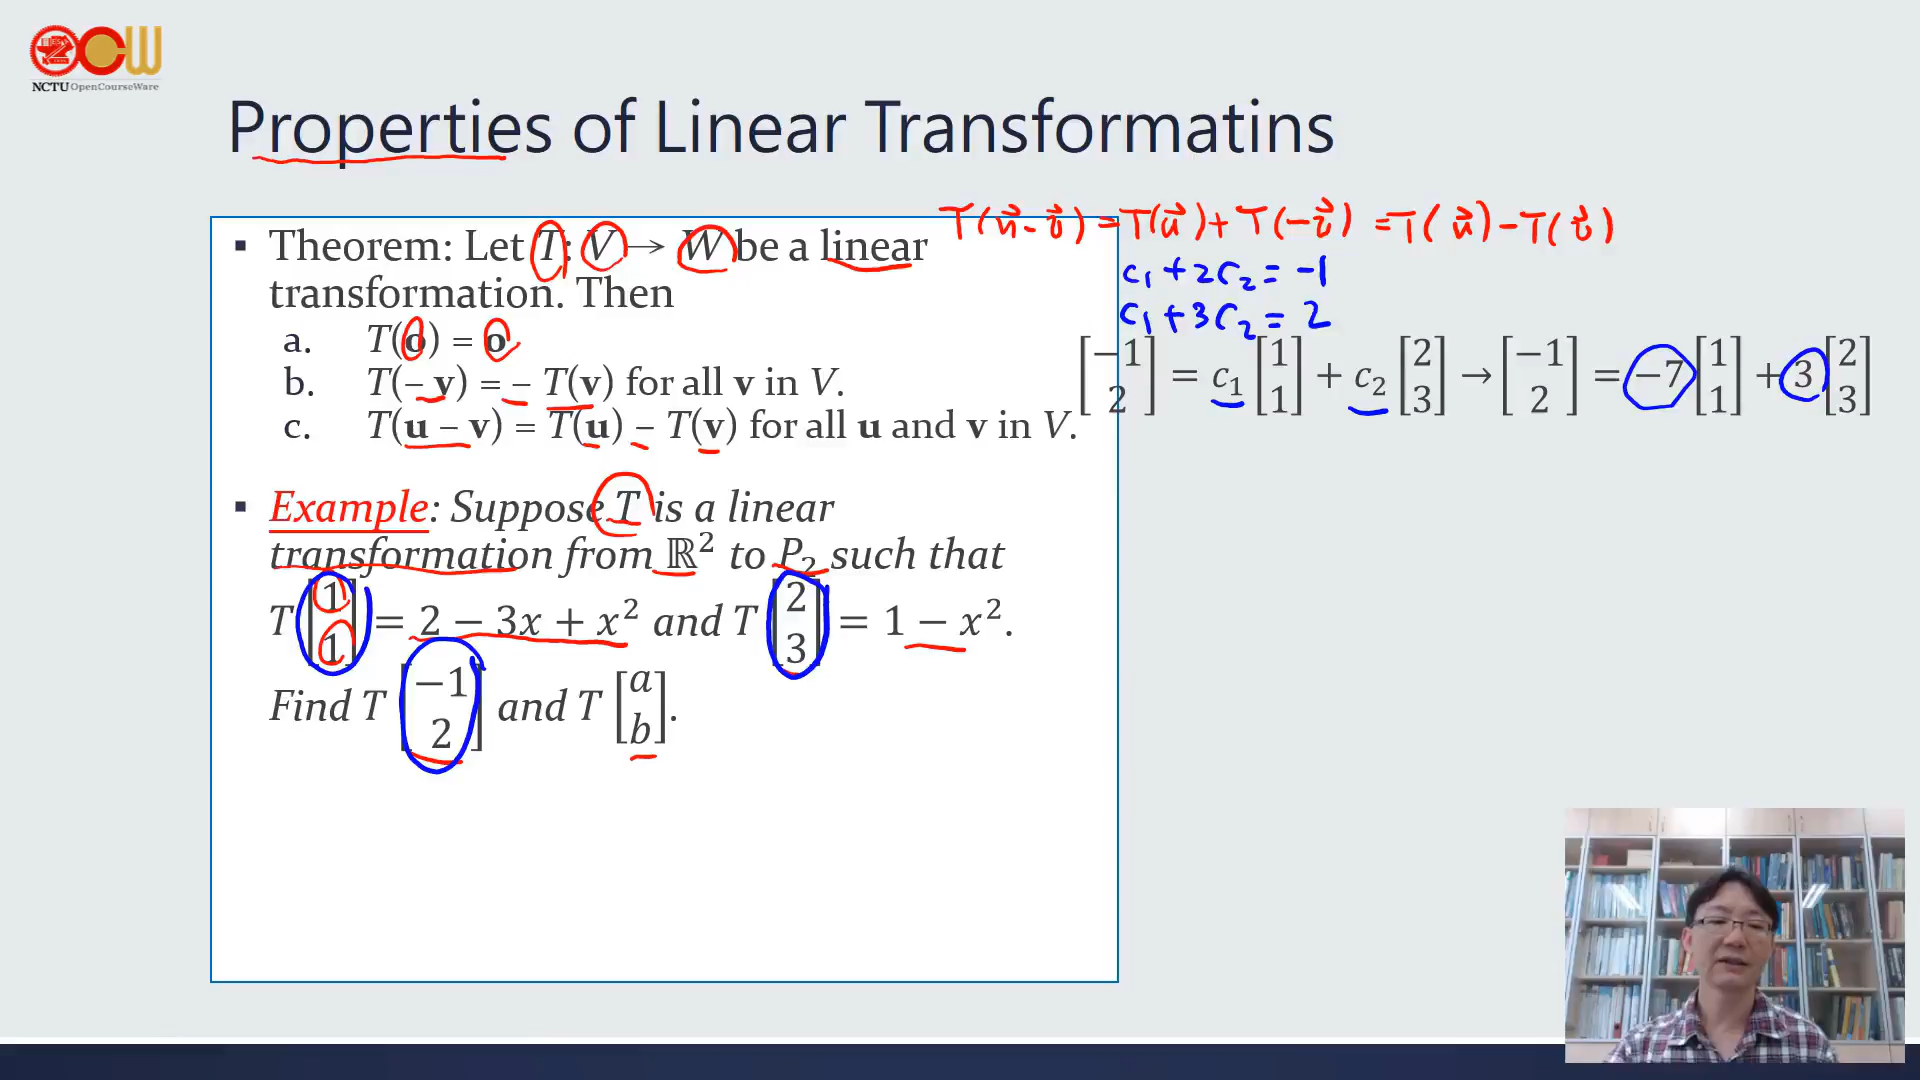 NCTU OpenCourseWare
Properties of Linear Transformatins
T(u⃗ - v⃗) = T(u⃗) + T(-v⃗) = T(u⃗) - T(v⃗)
▪ Theorem: Let T: V → W be a linear
transformation. Then
a. T(o) = o
b. T(– v) = – T(v) for all v in V.
c. T(u – v) = T(u) – T(v) for all u and v in V.
c₁ + 2c₂ = -1
c₁ + 3c₂ = 2
[−1 2] = c₁ [1 1] + c₂ [2 3] → [−1 2] = −7 [1 1] + 3 [2 3]
▪ Example: Suppose T is a linear
transformation from ℝ² to P₂ such that
T [1 1] = 2 − 3x + x² and T [2 3] = 1 − x².
Find T [−1 2] and T [a b].